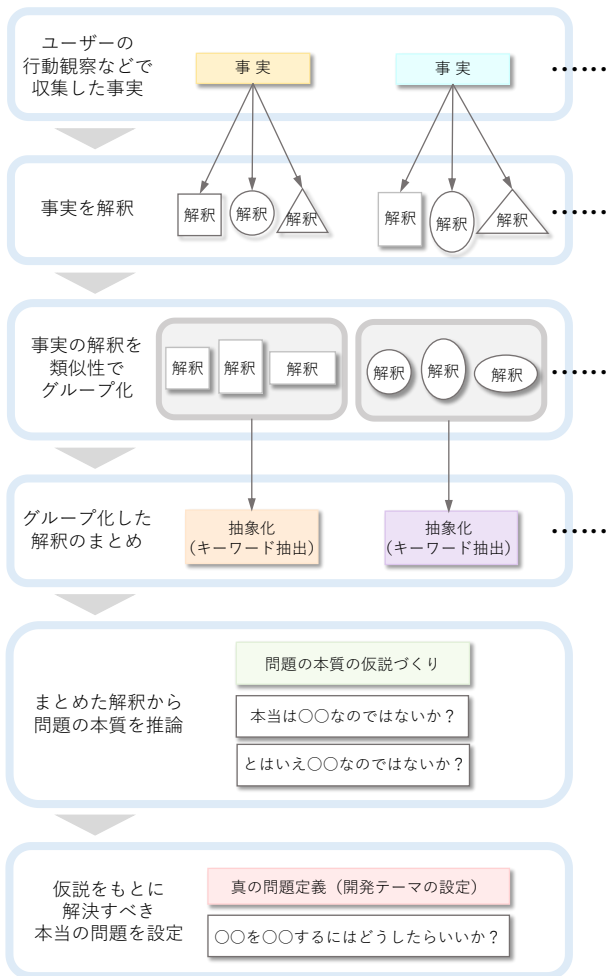 ユーザーの
行動観察などで
収集した事実
事 実
事 実
……
事実を解釈
解釈
解釈
解釈
解釈
解釈
解釈
……
事実の解釈を
類似性で
グループ化
解釈
解釈
解釈
解釈
解釈
解釈
……
グループ化した
解釈のまとめ
抽象化
（キーワード抽出）
抽象化
（キーワード抽出）
……
まとめた解釈から
問題の本質を推論
問題の本質の仮説づくり
本当は〇〇なのではないか？
とはいえ〇〇なのではないか？
仮説をもとに
解決すべき
本当の問題を設定
真の問題定義（開発テーマの設定）
〇〇を〇〇するにはどうしたらいいか？